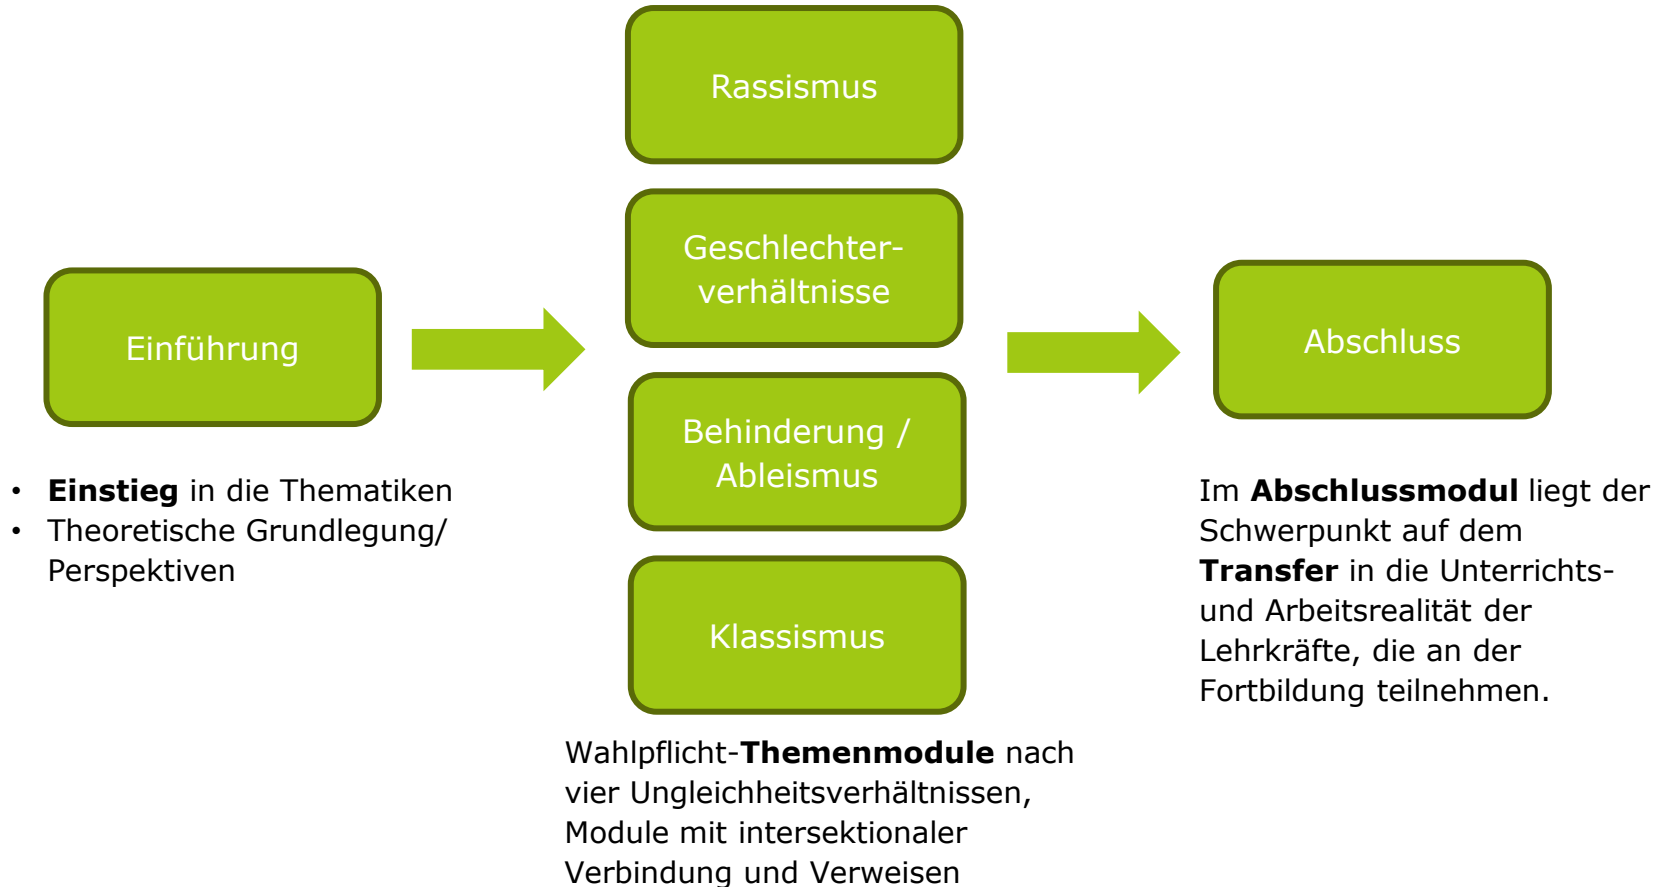 Einführung
• Einstieg in die Thematiken
• Theoretische Grundlegung/
Perspektiven
Rassismus
Geschlechter-
verhältnisse
Behinderung /
Ableismus
Klassismus
Wahlpflicht-Themenmodule nach
vier Ungleichheitsverhältnissen,
Module mit intersektionaler
Verbindung und Verweisen
Abschluss
Im Abschlussmodul liegt der
Schwerpunkt auf dem
Transfer in die Unterrichts-
und Arbeitsrealität der
Lehrkräfte, die an der
Fortbildung teilnehmen.